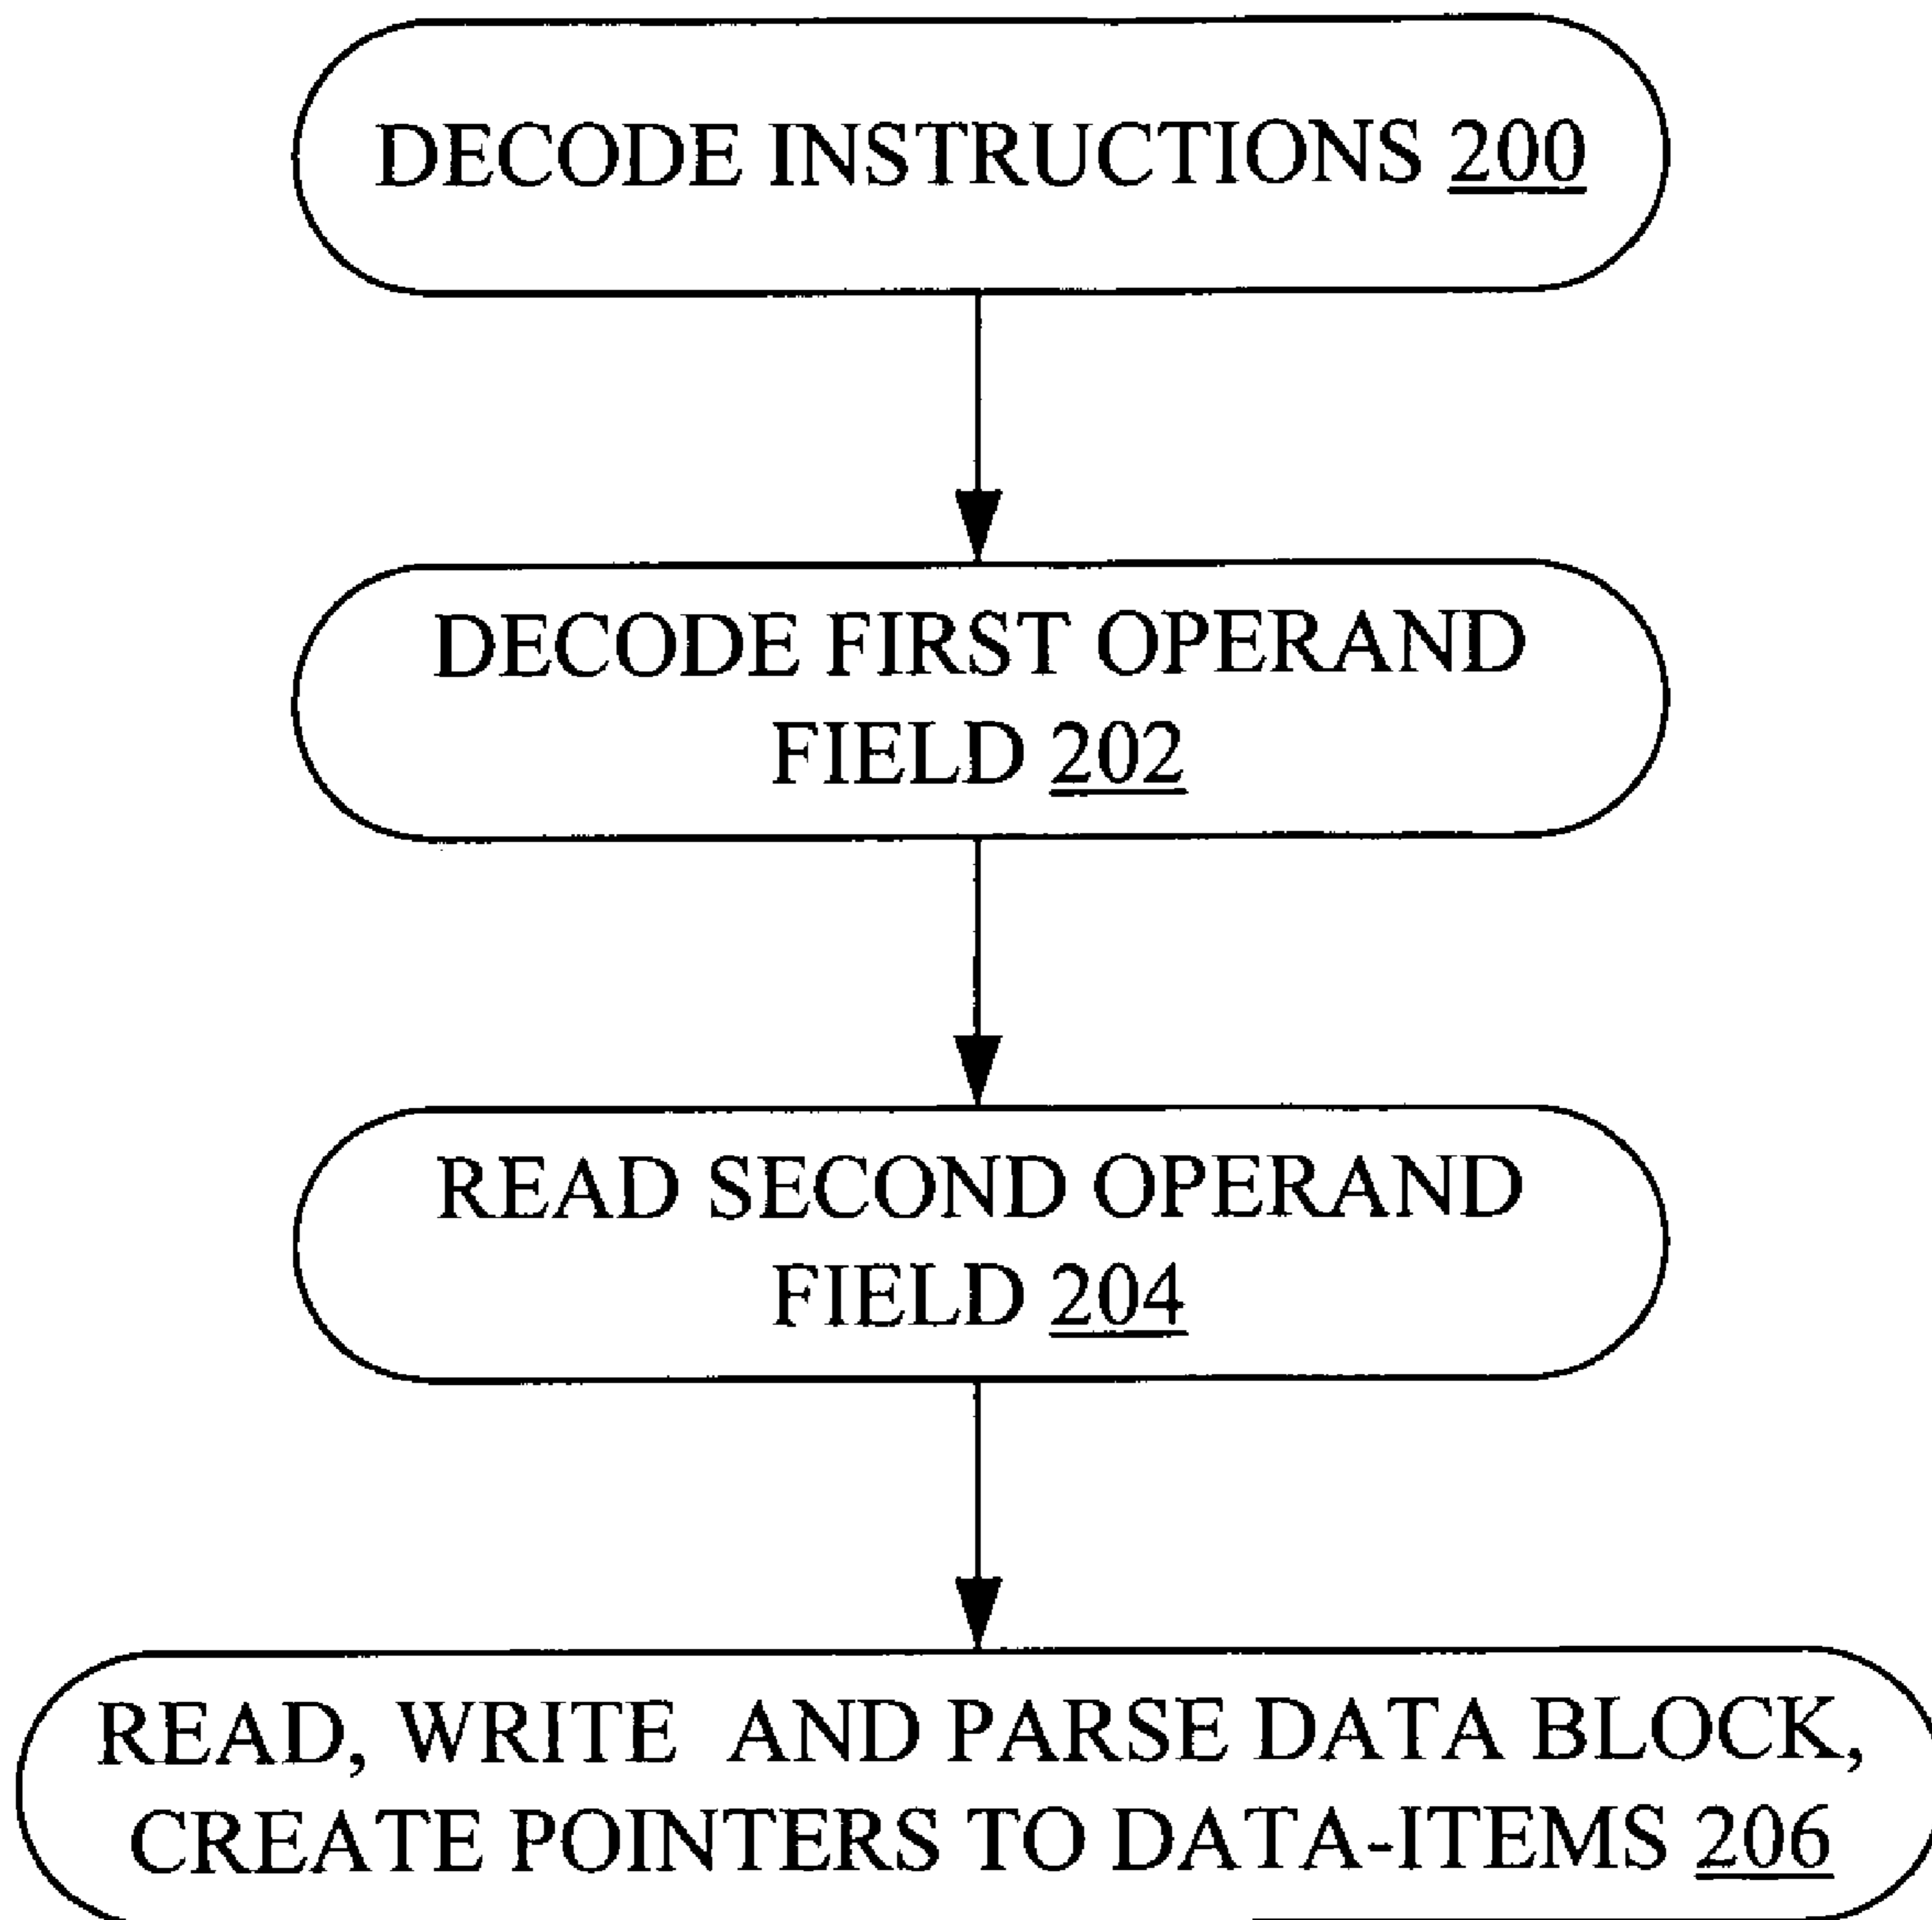 DECODE INSTRUCTIONS 200
DECODE FIRST OPERAND
FIELD 202
READ SECOND OPERAND
FIELD 204
READ, WRITE AND PARSE DATA BLOCK,
CREATE POINTERS TO DATA-ITEMS 206